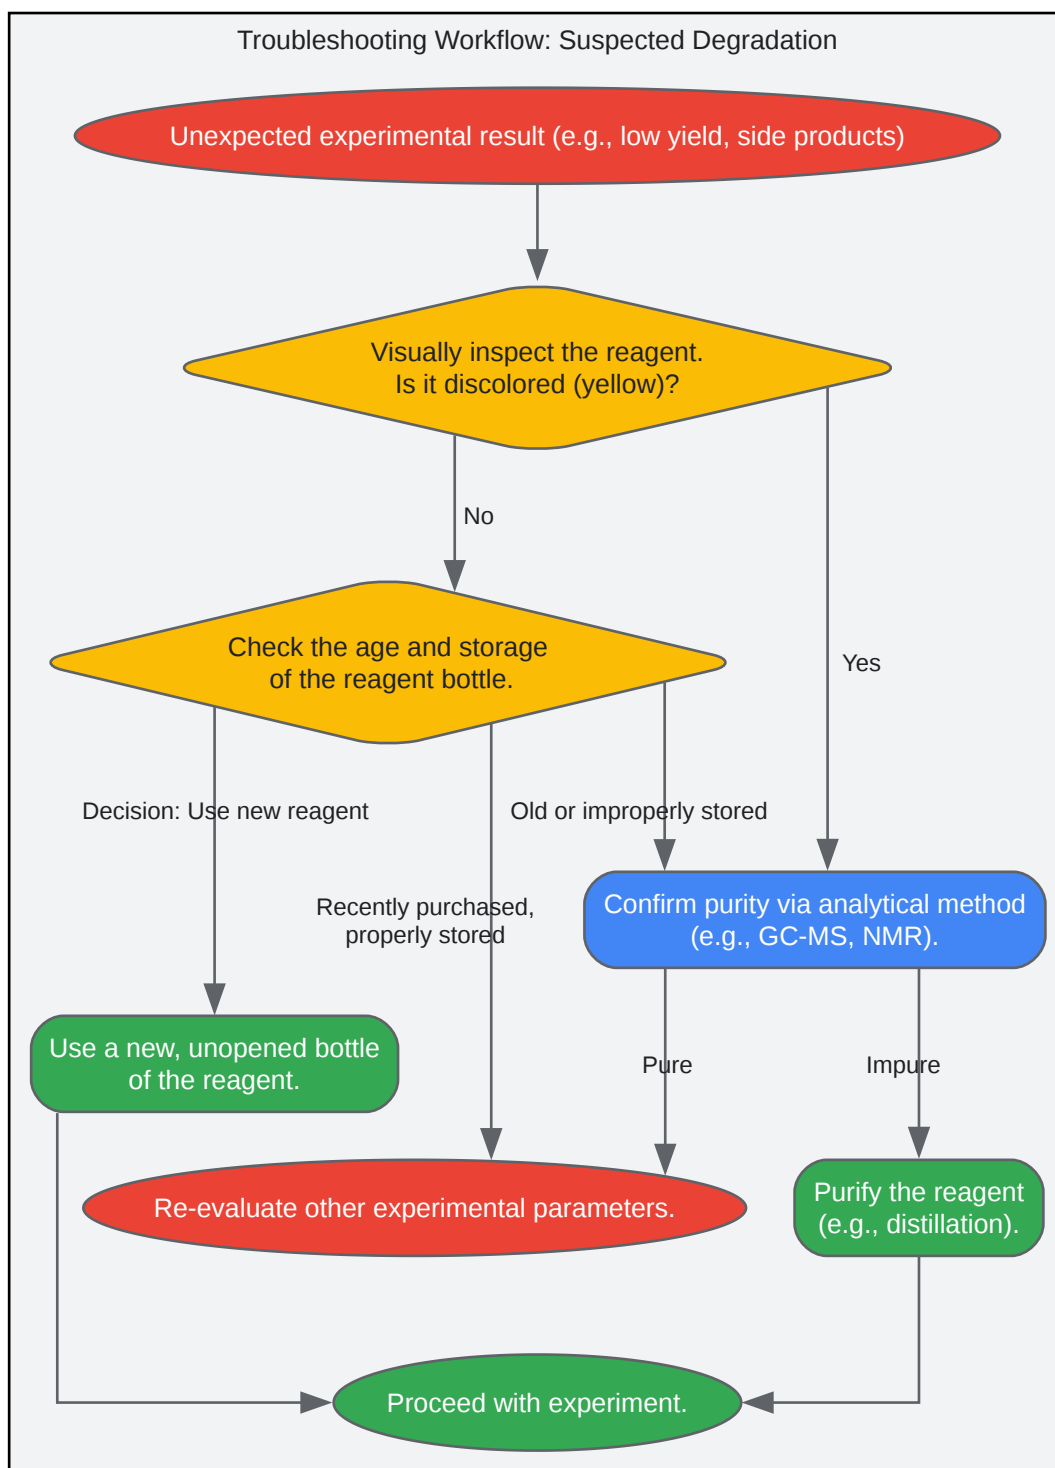 Troubleshooting Workflow: Suspected Degradation
Unexpected experimental result (e.g., low yield, side products)
Visually inspect the reagent.
Is it discolored (yellow)?
No
Check the age and storage
of the reagent bottle.
Yes
Decision: Use new reagent
Old or improperly stored
Recently purchased,
properly stored
Confirm purity via analytical method
(e.g., GC-MS, NMR).
Use a new, unopened bottle
of the reagent.
Pure
Impure
Re-evaluate other experimental parameters.
Purify the reagent
(e.g., distillation).
Proceed with experiment.